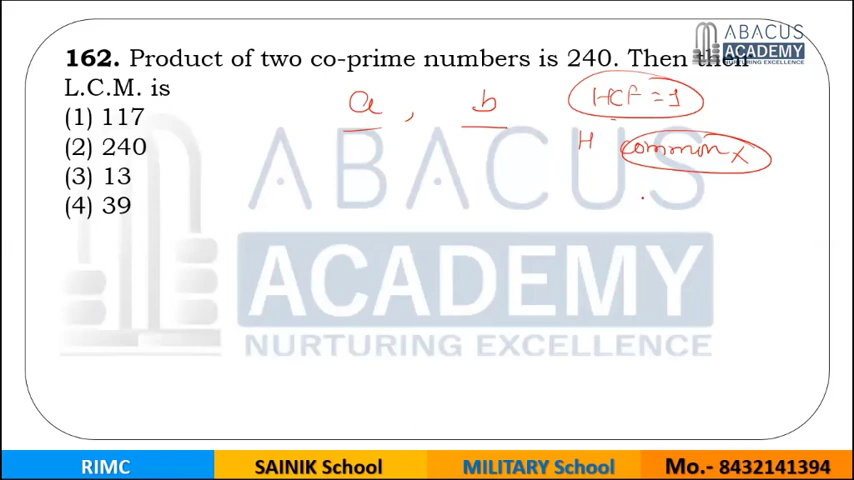 ABACUS
ACADEMY
NURTURING EXCELLENCE
162. Product of two co-prime numbers is 240. Then
L.C.M. is
(1) 117
(2) 240
(3) 13
(4) 39
a , b
HCF = 1
H common x
ABACUS
ACADEMY
NURTURING EXCELLENCE
RIMC
SAINIK School
MILITARY School
Mo.- 8432141394